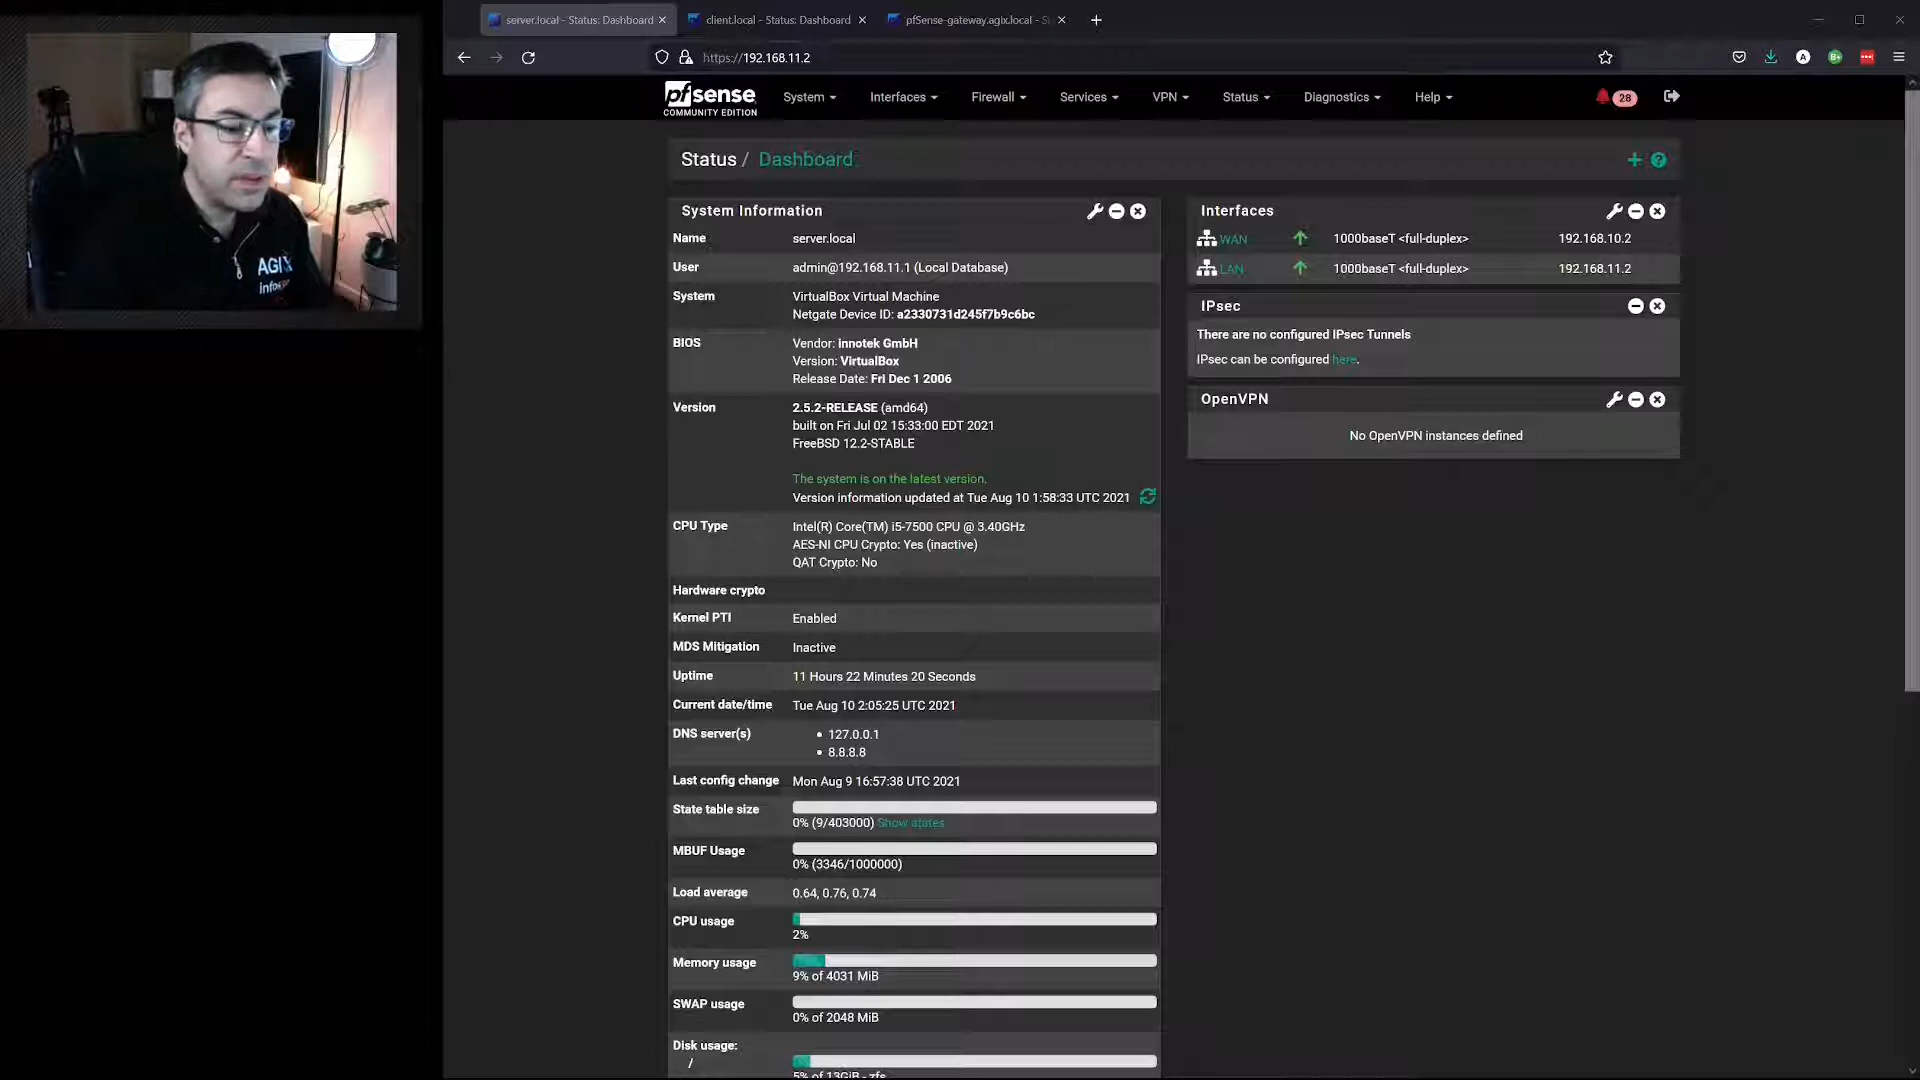 server.local - Status: Dashboard
client.local - Status: Dashboard
pfSense-gateway.agix.local - S
https://192.168.11.2
pfsense
COMMUNITY EDITION
System
Interfaces
Firewall
Services
VPN
Status
Diagnostics
Help
28
Status / Dashboard
System Information
Name server.local
User admin@192.168.11.1 (Local Database)
System VirtualBox Virtual Machine
Netgate Device ID: a2330731d245f7b9c6bc
BIOS Vendor: innotek GmbH
Version: VirtualBox
Release Date: Fri Dec 1 2006
Version 2.5.2-RELEASE (amd64)
built on Fri Jul 02 15:33:00 EDT 2021
FreeBSD 12.2-STABLE
The system is on the latest version.
Version information updated at Tue Aug 10 1:58:33 UTC 2021
CPU Type Intel(R) Core(TM) i5-7500 CPU @ 3.40GHz
AES-NI CPU Crypto: Yes (inactive)
QAT Crypto: No
Hardware crypto
Kernel PTI Enabled
MDS Mitigation Inactive
Uptime 11 Hours 22 Minutes 20 Seconds
Current date/time Tue Aug 10 2:05:25 UTC 2021
DNS server(s) • 127.0.0.1
• 8.8.8.8
Last config change Mon Aug 9 16:57:38 UTC 2021
State table size
0% (9/403000) Show states
MBUF Usage
0% (3346/1000000)
Load average 0.64, 0.76, 0.74
CPU usage
2%
Memory usage
9% of 4031 MiB
SWAP usage
0% of 2048 MiB
Disk usage:
/
5% of 13GiB - zfs
Interfaces
WAN 1000baseT <full-duplex> 192.168.10.2
LAN 1000baseT <full-duplex> 192.168.11.2
IPsec
There are no configured IPsec Tunnels
IPsec can be configured here.
OpenVPN
No OpenVPN instances defined
AGIX